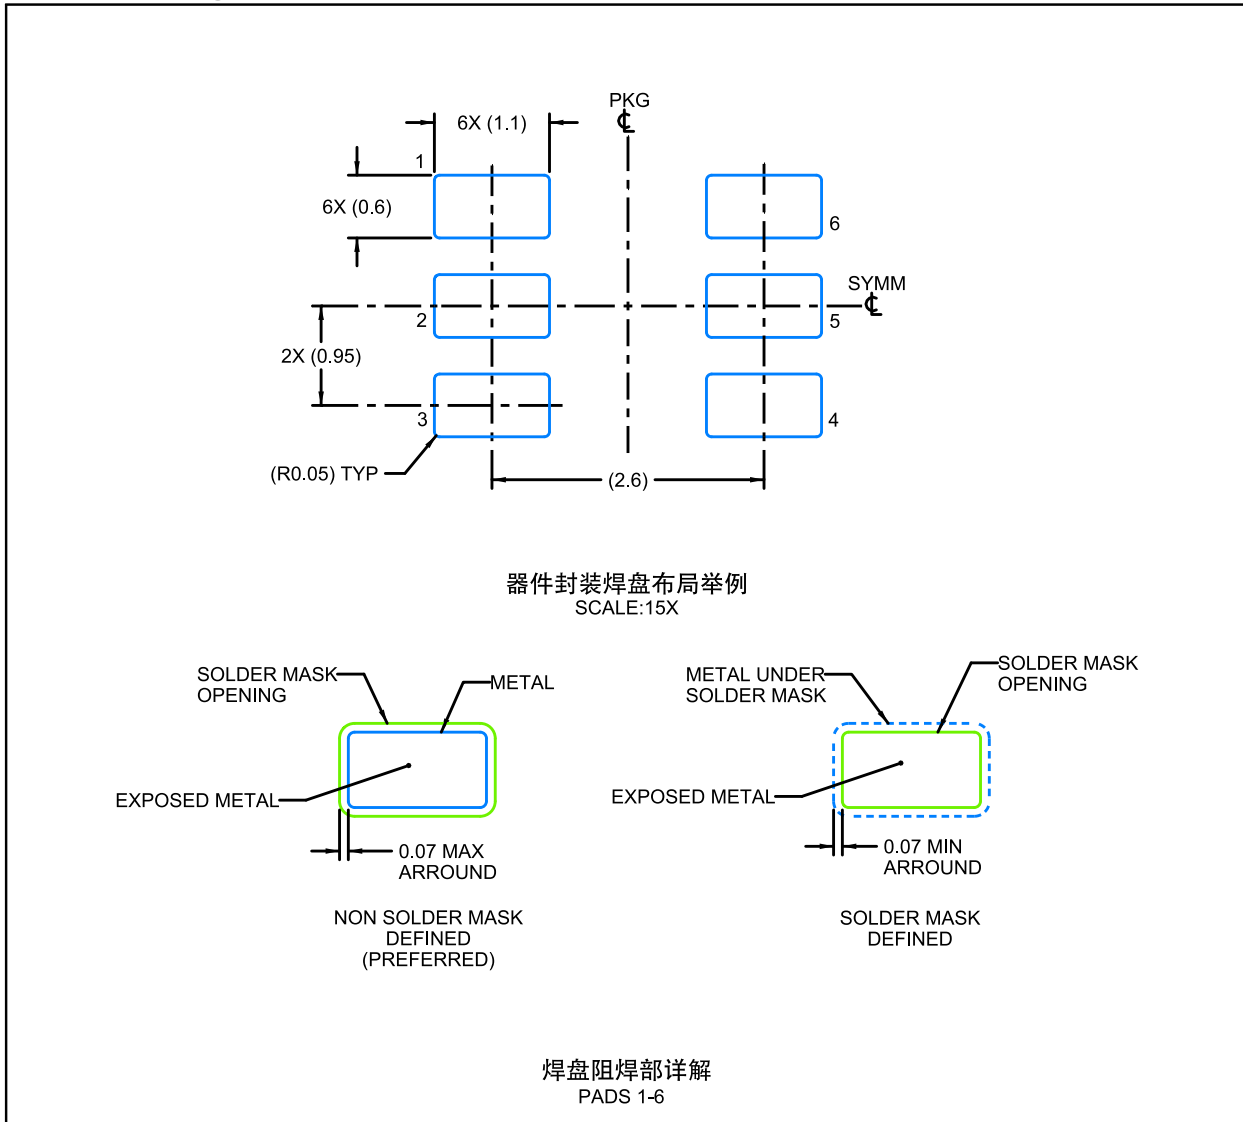 PKG
6X (1.1)
1
6X (0.6)
6
SYMM
2
5
2X (0.95)
3
4
(R0.05) TYP
(2.6)
器件封装焊盘布局举例
SCALE:15X
SOLDER MASK
OPENING
METAL
EXPOSED METAL
0.07 MAX
ARROUND
NON SOLDER MASK
DEFINED
(PREFERRED)
METAL UNDER
SOLDER MASK
SOLDER MASK
OPENING
EXPOSED METAL
0.07 MIN
ARROUND
SOLDER MASK
DEFINED
焊盘阻焊部详解
PADS 1-6